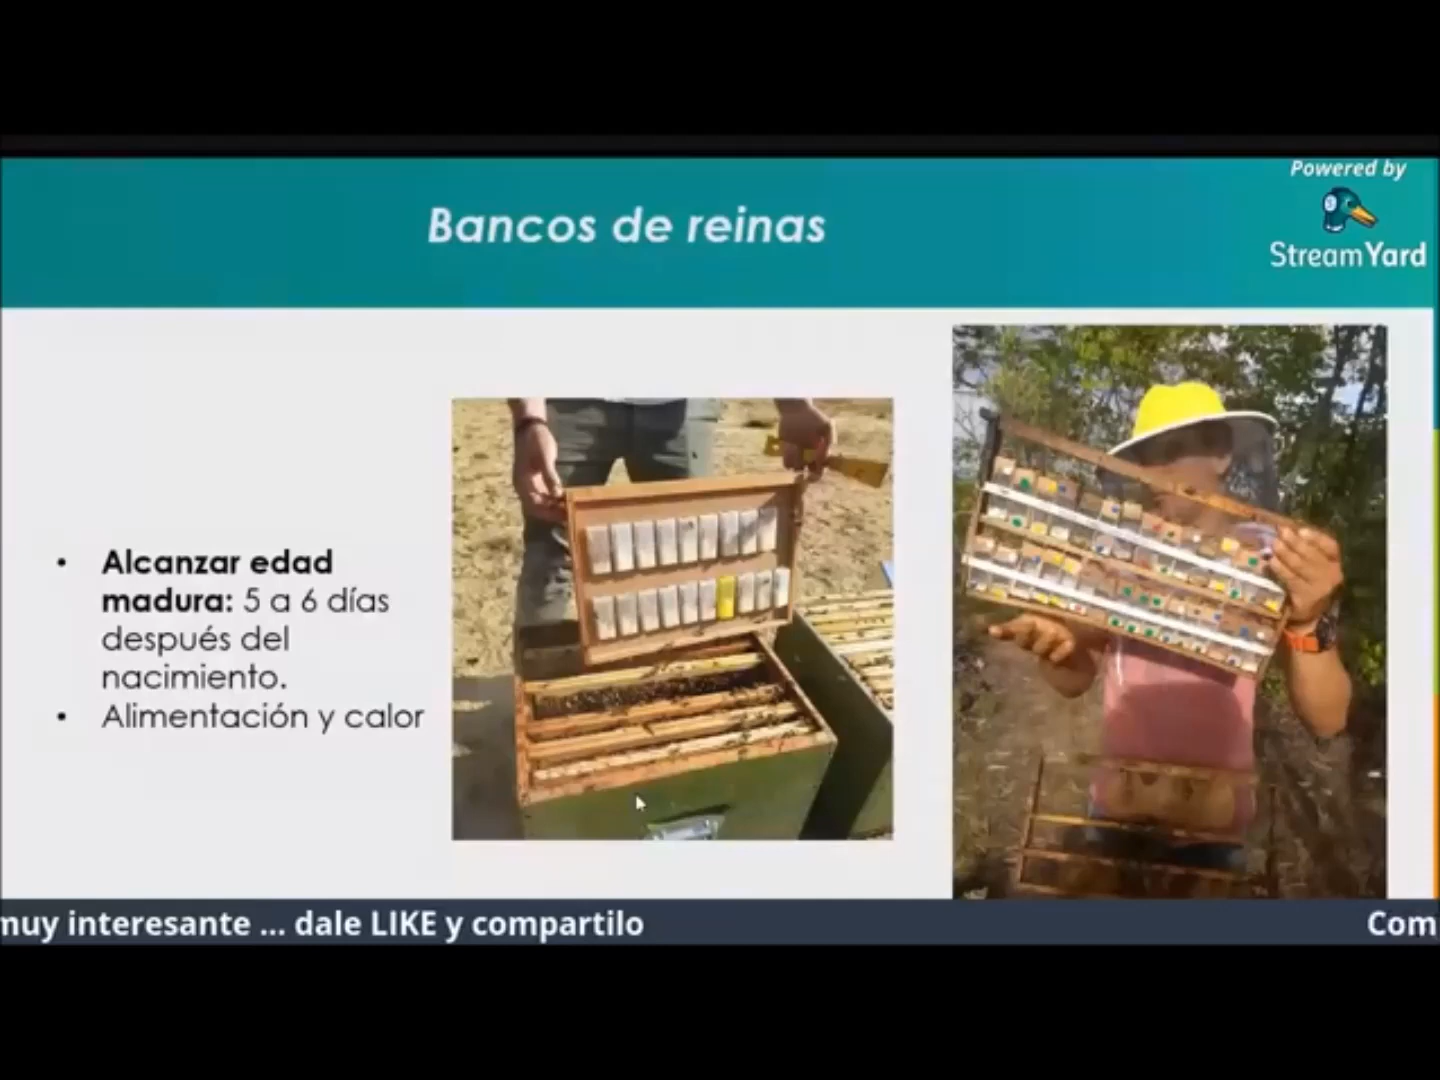 Powered by
StreamYard
Bancos de reinas
• Alcanzar edad
madura: 5 a 6 días
después del
nacimiento.
• Alimentación y calor
muy interesante ... dale LIKE y compartilo
Com